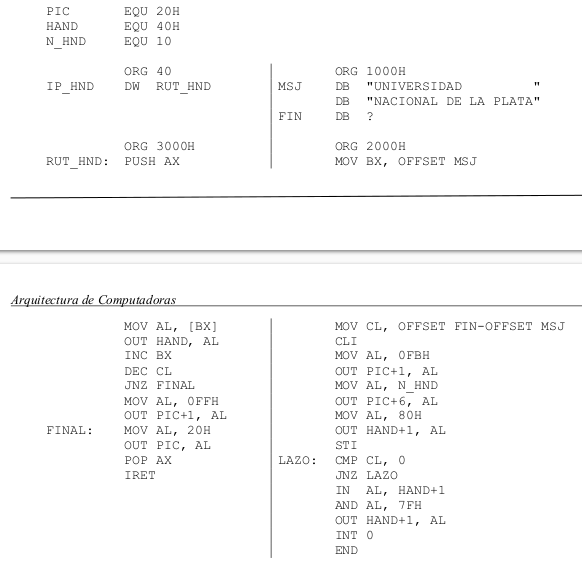 PIC EQU 20H
HAND EQU 40H
N_HND EQU 10
ORG 40
IP_HND DW RUT_HND
ORG 3000H
RUT_HND: PUSH AX
ORG 1000H
MSJ DB "UNIVERSIDAD         "
DB "NACIONAL DE LA PLATA"
FIN DB ?
ORG 2000H
MOV BX, OFFSET MSJ
Arquitectura de Computadoras
MOV AL, [BX]
OUT HAND, AL
INC BX
DEC CL
JNZ FINAL
MOV AL, 0FFH
OUT PIC+1, AL
FINAL: MOV AL, 20H
OUT PIC, AL
POP AX
IRET
MOV CL, OFFSET FIN-OFFSET MSJ
CLI
MOV AL, 0FBH
OUT PIC+1, AL
MOV AL, N_HND
OUT PIC+6, AL
MOV AL, 80H
OUT HAND+1, AL
STI
LAZO: CMP CL, 0
JNZ LAZO
IN AL, HAND+1
AND AL, 7FH
OUT HAND+1, AL
INT 0
END